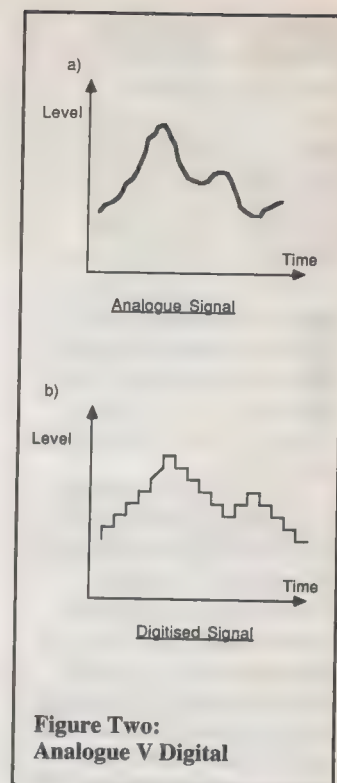 a)
Level
Time
Analogue Signal
b)
Level
Time
Digitised Signal
Figure Two:
Analogue V Digital